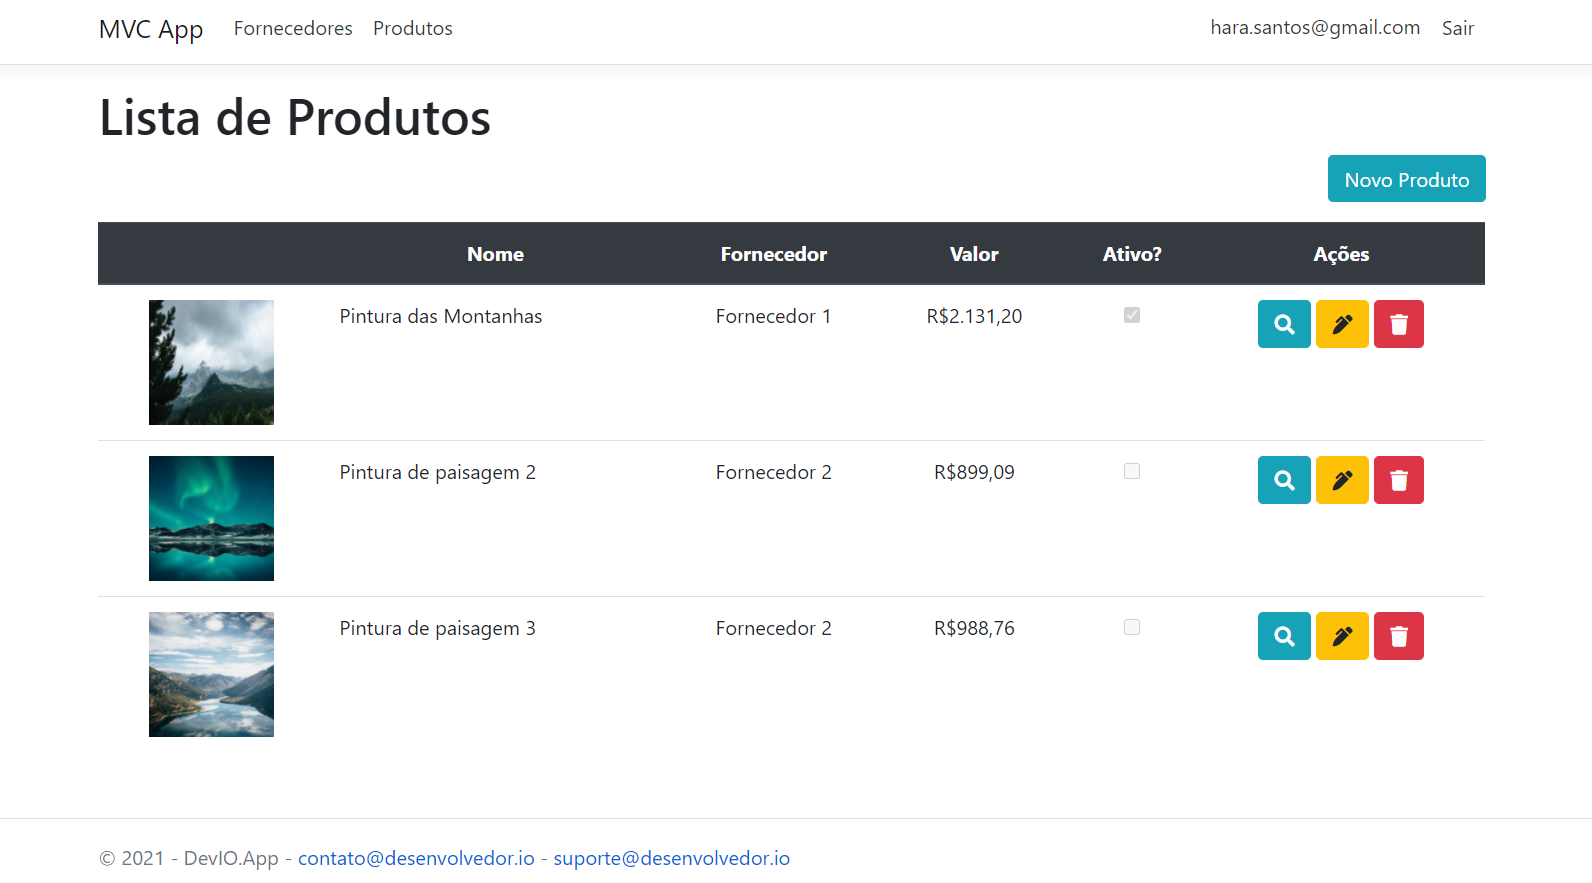 MVC App Fornecedores Produtos hara.santos@gmail.com Sair
Lista de Produtos
Novo Produto
Nome Fornecedor Valor Ativo? Ações
Pintura das Montanhas Fornecedor 1 R$2.131,20
Pintura de paisagem 2 Fornecedor 2 R$899,09
Pintura de paisagem 3 Fornecedor 2 R$988,76
© 2021 - DevIO.App - contato@desenvolvedor.io - suporte@desenvolvedor.io